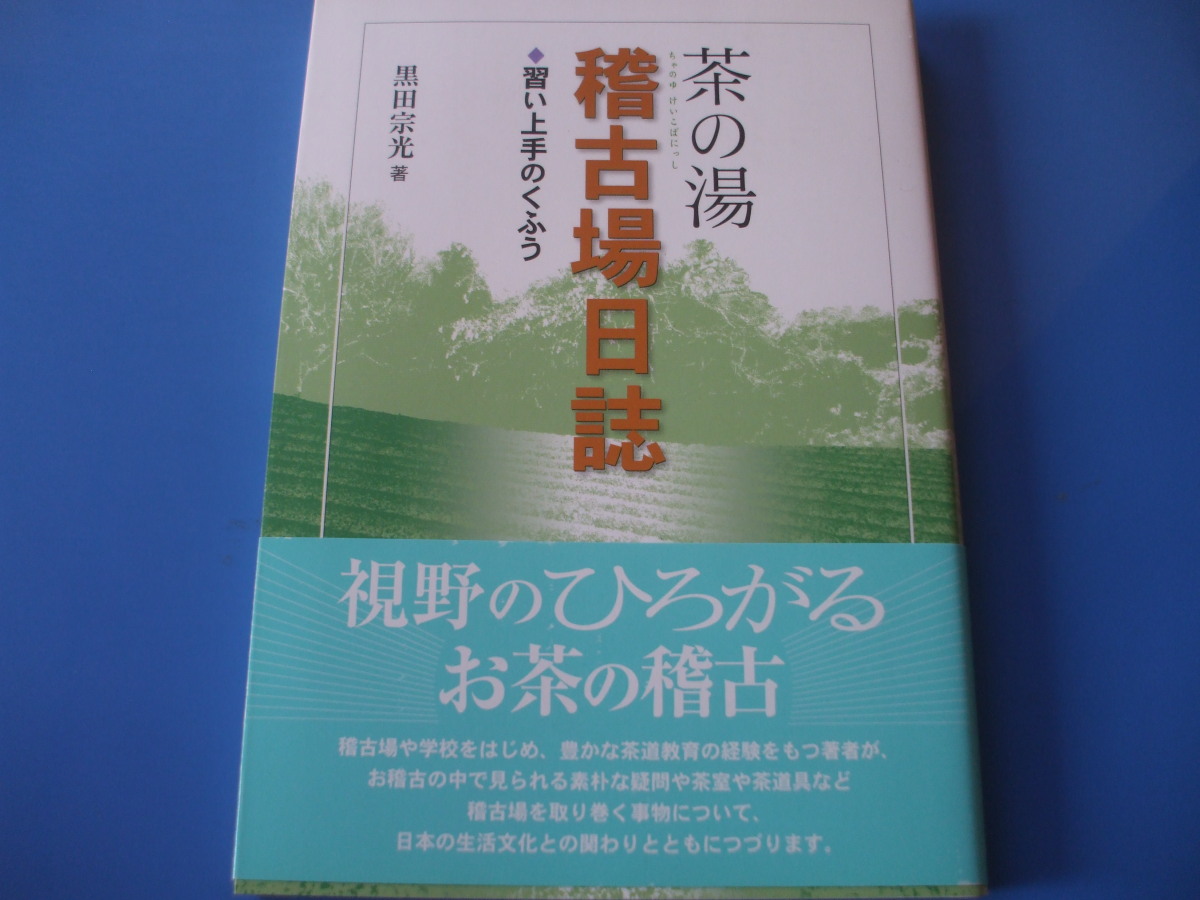 茶の湯
ちゃのゆ けいこばにっし
稽古場日誌
◆習い上手のくふう
黒田宗光 著
視野のひろがる
お茶の稽古
稽古場や学校をはじめ、豊かな茶道教育の経験をもつ著者が、
お稽古の中で見られる素朴な疑問や茶室や茶道具など
稽古場を取り巻く事物について、
日本の生活文化との関わりとともにつづります。